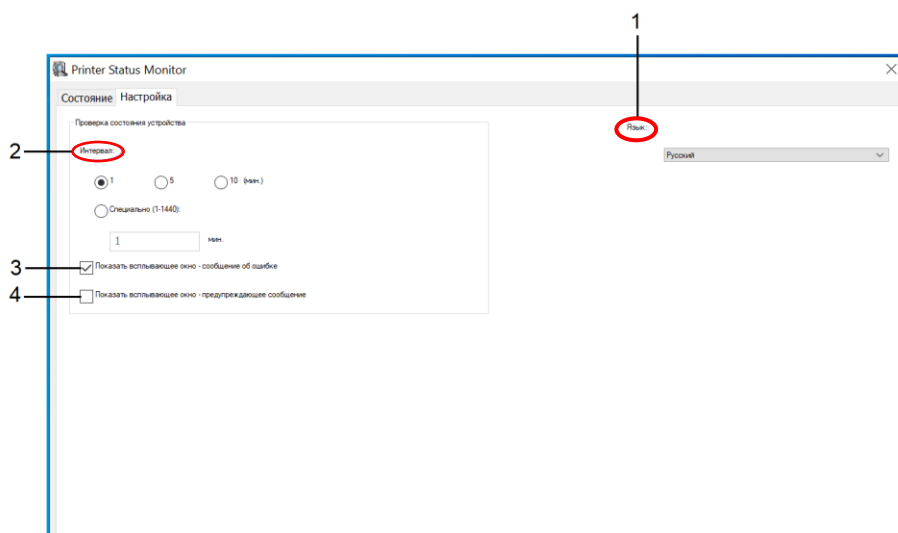 1
Printer Status Monitor
Состояние Настройка
Проверка состояния устройства
Язык:
2
Интервал:
Русский
1 5 10 (мин.)
Специально (1-1440):
1 мин.
3
Показать всплывающее окно - сообщение об ошибке
4
Показать всплывающее окно - предупреждающее сообщение